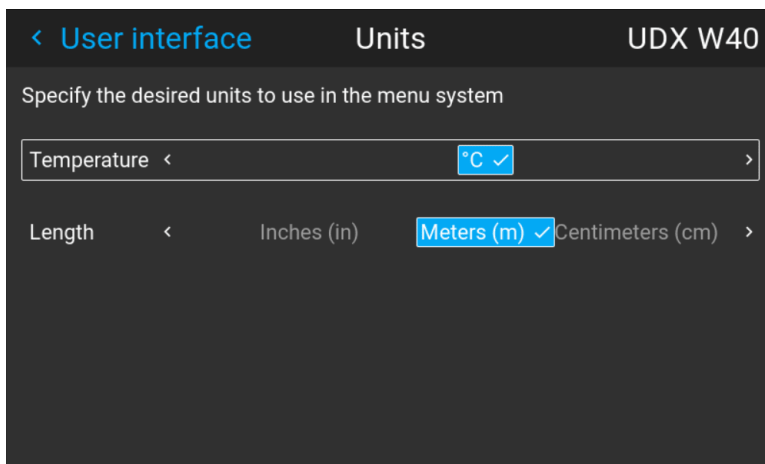 < User interface Units UDX W40
Specify the desired units to use in the menu system
Temperature < °C ✓ >
Length < Inches (in) Meters (m) ✓ Centimeters (cm) >